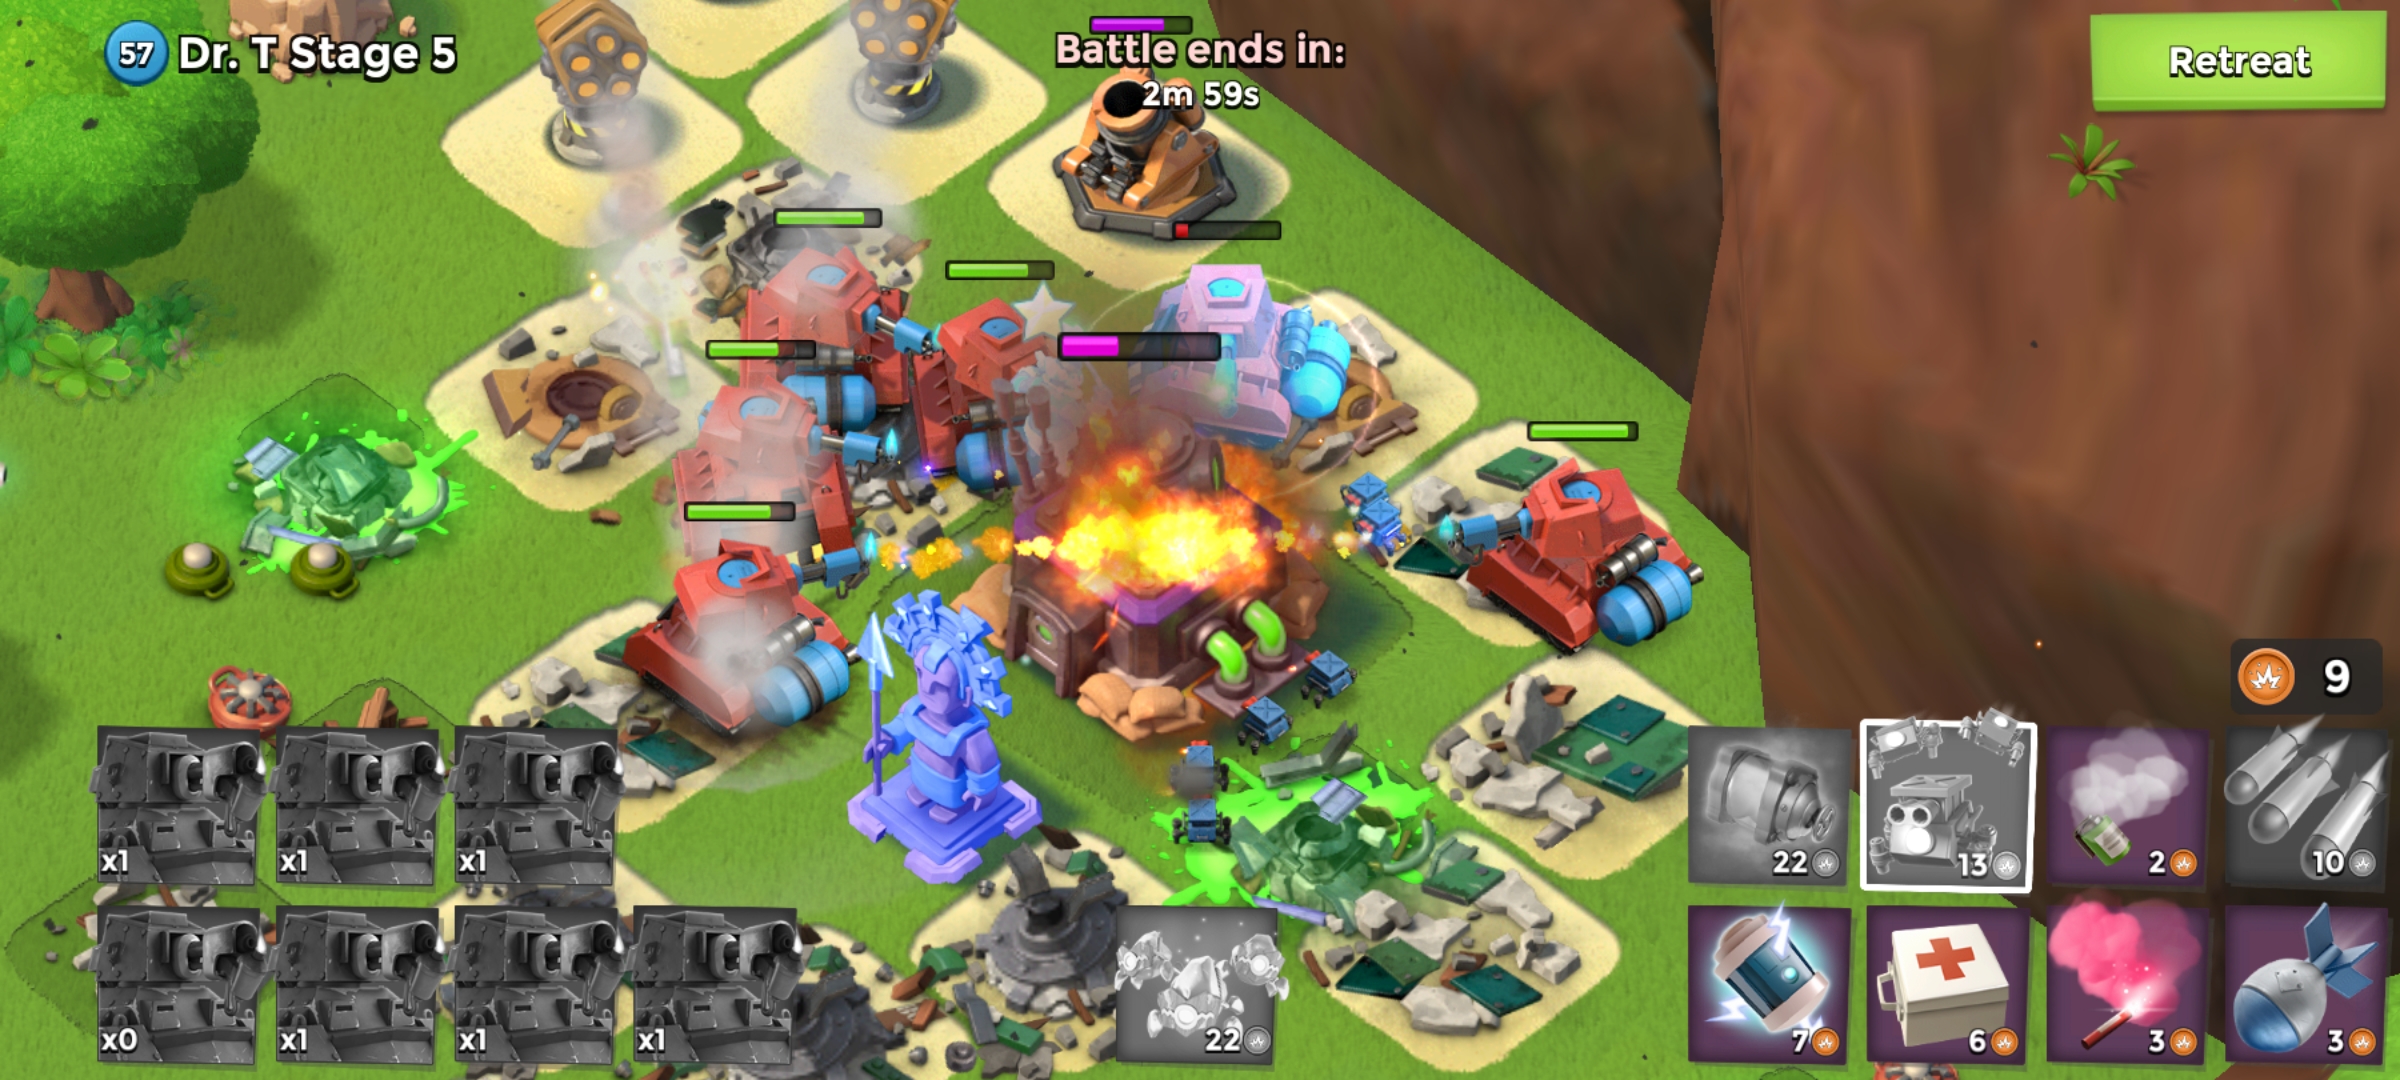 57 Dr. T Stage 5
Battle ends in:
2m 59s
Retreat
9
x1
x1
x1
22
13
2
10
x0
x1
x1
x1
22
7
6
3
3